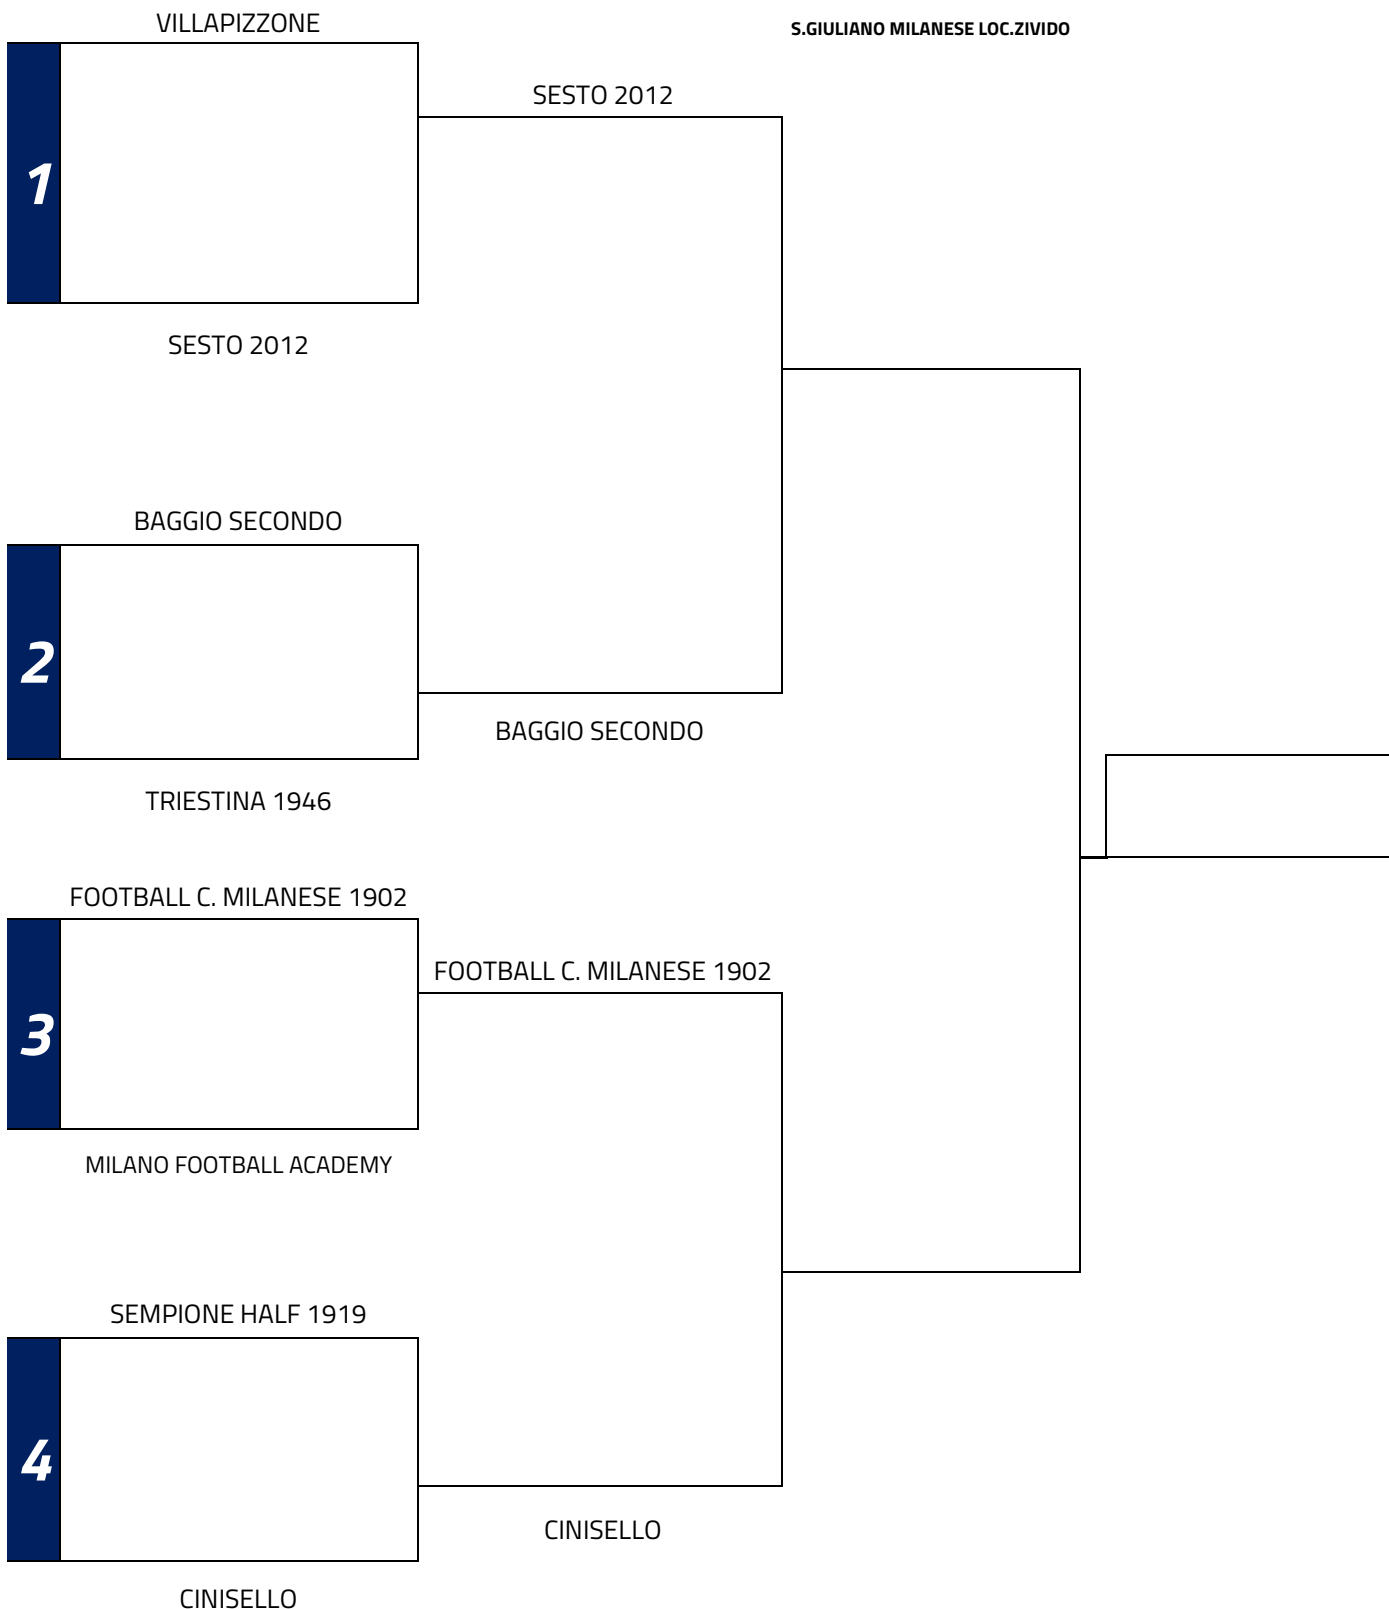 VILLAPIZZONE
S.GIULIANO MILANESE LOC.ZIVIDO
SESTO 2012
1
SESTO 2012
BAGGIO SECONDO
2
BAGGIO SECONDO
TRIESTINA 1946
FOOTBALL C. MILANESE 1902
FOOTBALL C. MILANESE 1902
3
MILANO FOOTBALL ACADEMY
SEMPIONE HALF 1919
4
CINISELLO
CINISELLO